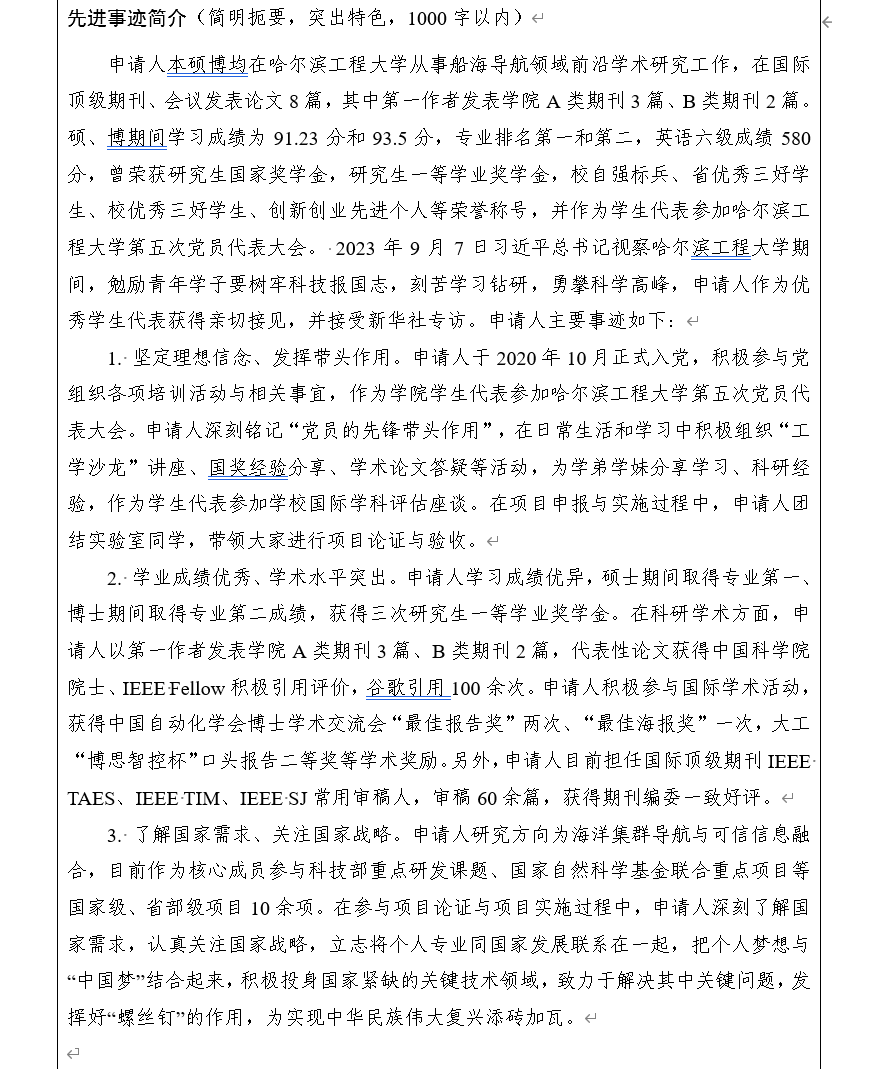 先进事迹简介（简明扼要，突出特色，1000 字以内）
申请人本硕博均在哈尔滨工程大学从事船海导航领域前沿学术研究工作，在国际
顶级期刊、会议发表论文 8 篇，其中第一作者发表学院 A 类期刊 3 篇、B 类期刊 2 篇。
硕、博期间学习成绩为 91.23 分和 93.5 分，专业排名第一和第二，英语六级成绩 580
分，曾荣获研究生国家奖学金，研究生一等学业奖学金，校自强标兵、省优秀三好学
生、校优秀三好学生、创新创业先进个人等荣誉称号，并作为学生代表参加哈尔滨工
程大学第五次党员代表大会。 2023 年 9 月 7 日习近平总书记视察哈尔滨工程大学期
间，勉励青年学子要树牢科技报国志，刻苦学习钻研，勇攀科学高峰，申请人作为优
秀学生代表获得亲切接见，并接受新华社专访。申请人主要事迹如下：
1. 坚定理想信念、发挥带头作用。申请人于 2020 年 10 月正式入党，积极参与党
组织各项培训活动与相关事宜，作为学院学生代表参加哈尔滨工程大学第五次党员代
表大会。申请人深刻铭记“党员的先锋带头作用”，在日常生活和学习中积极组织“工
学沙龙”讲座、国奖经验分享、学术论文答疑等活动，为学弟学妹分享学习、科研经
验，作为学生代表参加学校国际学科评估座谈。在项目申报与实施过程中，申请人团
结实验室同学，带领大家进行项目论证与验收。
2. 学业成绩优秀、学术水平突出。申请人学习成绩优异，硕士期间取得专业第一、
博士期间取得专业第二成绩，获得三次研究生一等学业奖学金。在科研学术方面，申
请人以第一作者发表学院 A 类期刊 3 篇、B 类期刊 2 篇，代表性论文获得中国科学院
院士、IEEE Fellow 积极引用评价，谷歌引用 100 余次。申请人积极参与国际学术活动，
获得中国自动化学会博士学术交流会“最佳报告奖”两次、“最佳海报奖”一次，大工
“博思智控杯”口头报告二等奖等学术奖励。另外，申请人目前担任国际顶级期刊 IEEE
TAES、IEEE TIM、IEEE SJ 常用审稿人，审稿 60 余篇，获得期刊编委一致好评。
3. 了解国家需求、关注国家战略。申请人研究方向为海洋集群导航与可信信息融
合，目前作为核心成员参与科技部重点研发课题、国家自然科学基金联合重点项目等
国家级、省部级项目 10 余项。在参与项目论证与项目实施过程中，申请人深刻了解国
家需求，认真关注国家战略，立志将个人专业同国家发展联系在一起，把个人梦想与
“中国梦”结合起来，积极投身国家紧缺的关键技术领域，致力于解决其中关键问题，发
挥好“螺丝钉”的作用，为实现中华民族伟大复兴添砖加瓦。